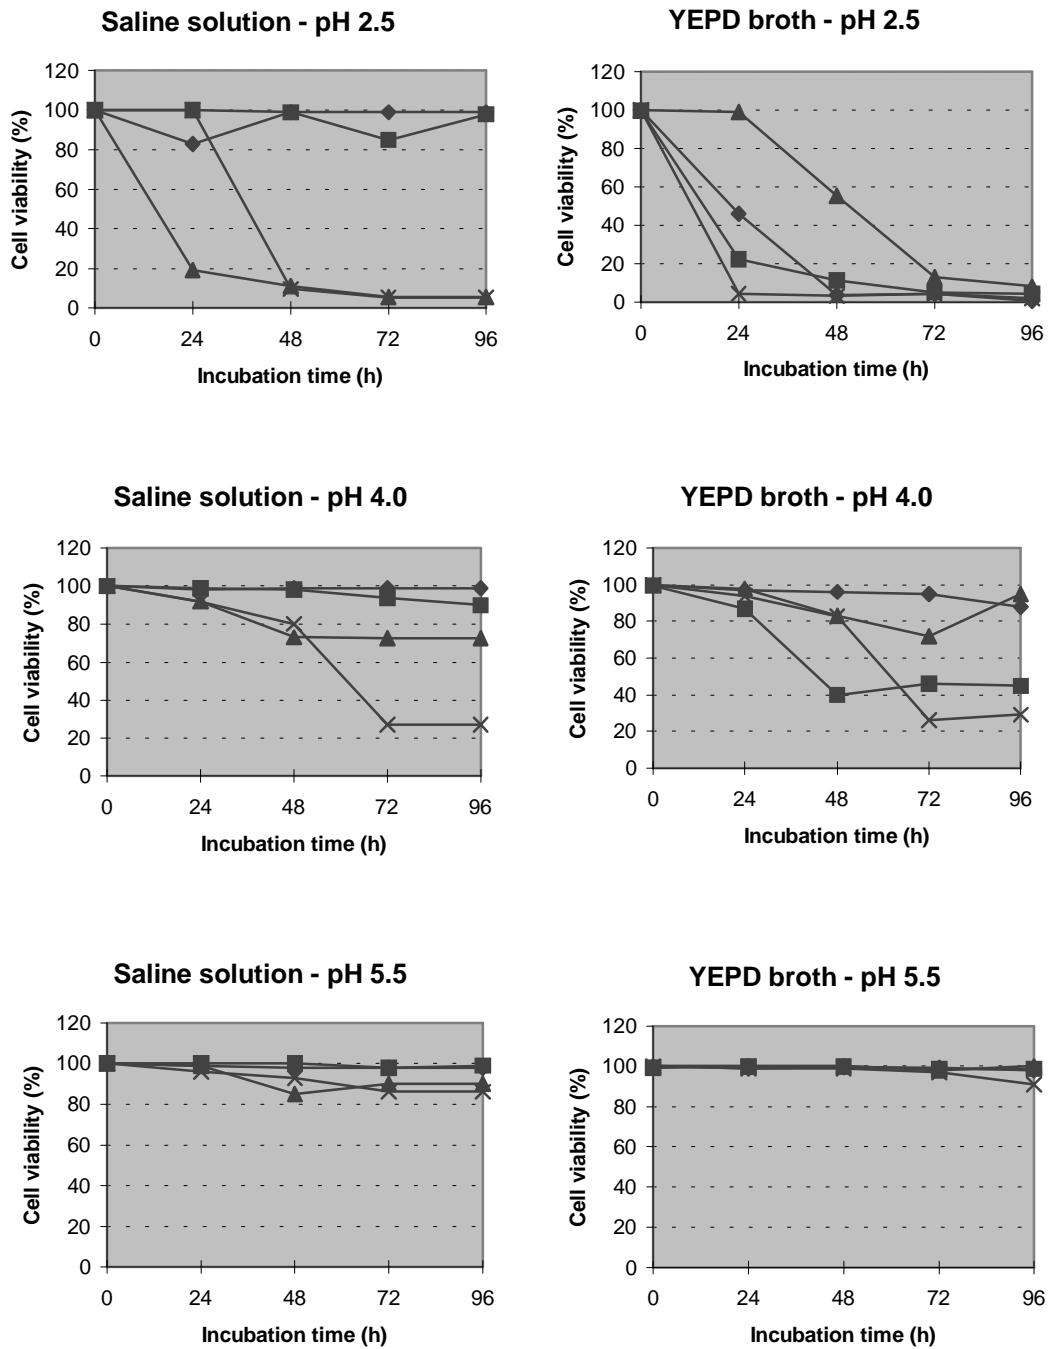 Saline solution - pH 2.5
120
100
80
60
40
20
0
Cell viability (%)
0 24 48 72 96
Incubation time (h)
YEPD broth - pH 2.5
120
100
80
60
40
20
0
Cell viability (%)
0 24 48 72 96
Incubation time (h)
Saline solution - pH 4.0
120
100
80
60
40
20
0
Cell viability (%)
0 24 48 72 96
Incubation time (h)
YEPD broth - pH 4.0
120
100
80
60
40
20
0
Cell viability (%)
0 24 48 72 96
Incubation time (h)
Saline solution - pH 5.5
120
100
80
60
40
20
0
Cell viability (%)
0 24 48 72 96
Incubation time (h)
YEPD broth - pH 5.5
120
100
80
60
40
20
0
Cell viability (%)
0 24 48 72 96
Incubation time (h)